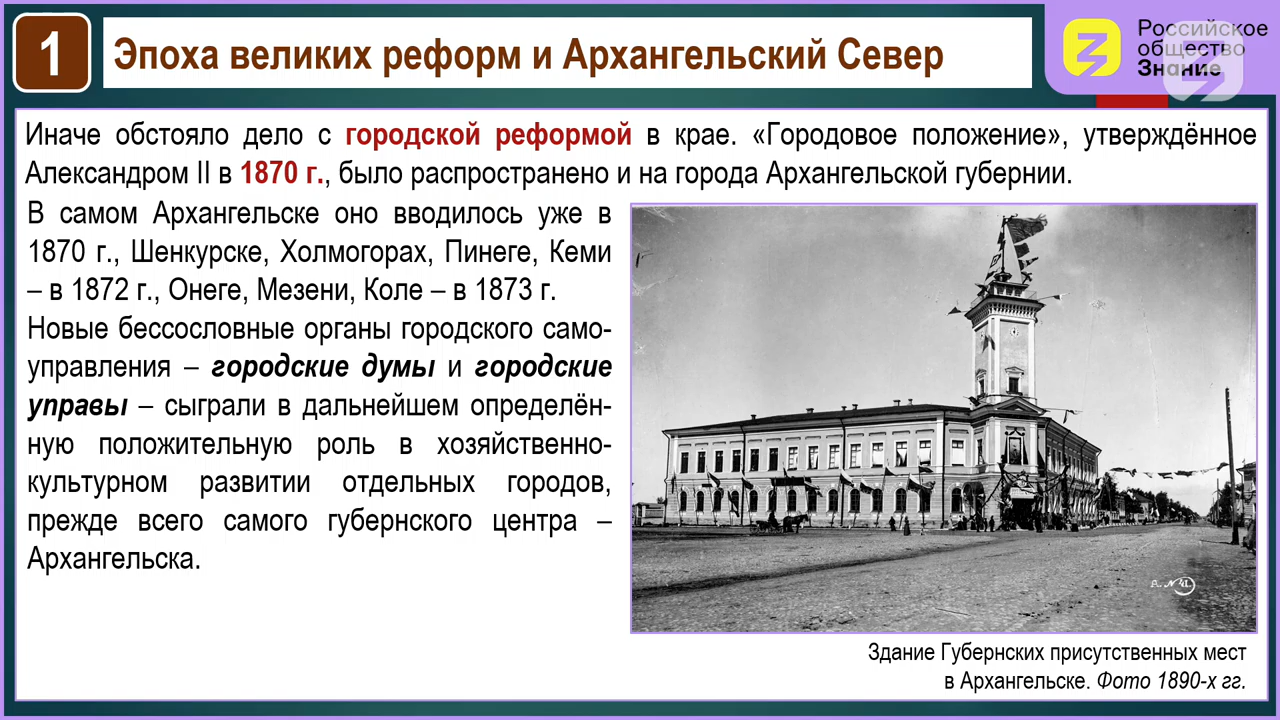 1
Эпоха великих реформ и Архангельский Север
Российское
общество
Знание
Иначе обстояло дело с городской реформой в крае. «Городовое положение», утверждённое
Александром II в 1870 г., было распространено и на города Архангельской губернии.
В самом Архангельске оно вводилось уже в
1870 г., Шенкурске, Холмогорах, Пинеге, Кеми
– в 1872 г., Онеге, Мезени, Коле – в 1873 г.
Новые бессословные органы городского само-
управления – городские думы и городские
управы – сыграли в дальнейшем определён-
ную положительную роль в хозяйственно-
культурном развитии отдельных городов,
прежде всего самого губернского центра –
Архангельска.
Здание Губернских присутственных мест
в Архангельске. Фото 1890-х гг.